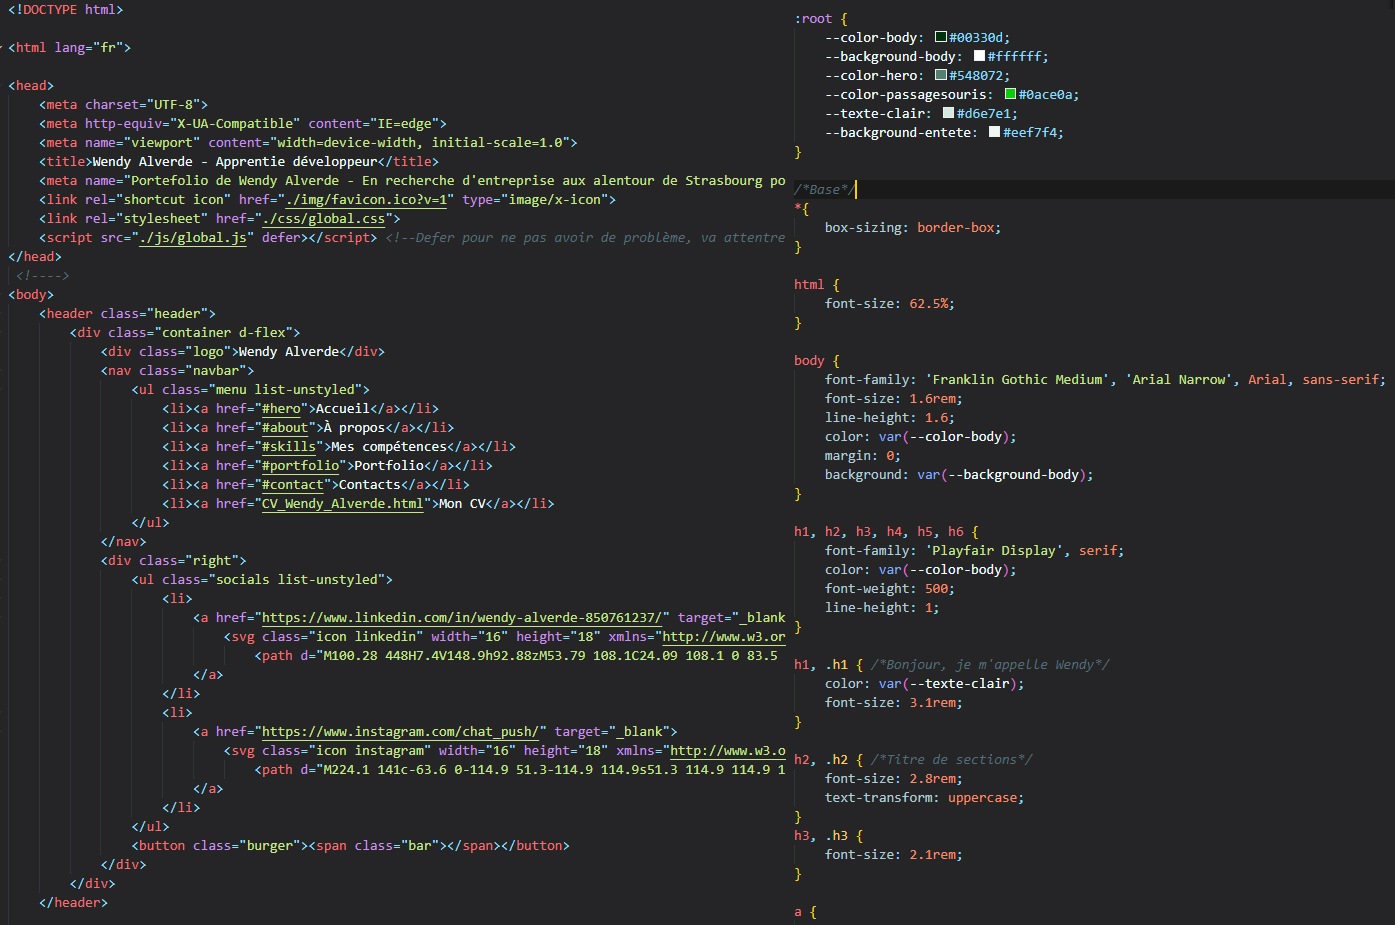 <!DOCTYPE html>
<html lang="fr">
<head>
<meta charset="UTF-8">
<meta http-equiv="X-UA-Compatible" content="IE=edge">
<meta name="viewport" content="width=device-width, initial-scale=1.0">
<title>Wendy Alverde - Apprentie développeur</title>
<meta name="Portefolio de Wendy Alverde - En recherche d'entreprise aux alentour de Strasbourg po
<link rel="shortcut icon" href="./img/favicon.ico?v=1" type="image/x-icon">
<link rel="stylesheet" href="./css/global.css">
<script src="./js/global.js" defer></script> <!--Defer pour ne pas avoir de problème, va attentre
</head>
<!---->
<body>
<header class="header">
<div class="container d-flex">
<div class="logo">Wendy Alverde</div>
<nav class="navbar">
<ul class="menu list-unstyled">
<li><a href="#hero">Accueil</a></li>
<li><a href="#about">À propos</a></li>
<li><a href="#skills">Mes compétences</a></li>
<li><a href="#portfolio">Portfolio</a></li>
<li><a href="#contact">Contacts</a></li>
<li><a href="CV_Wendy_Alverde.html">Mon CV</a></li>
</ul>
</nav>
<div class="right">
<ul class="socials list-unstyled">
<li>
<a href="https://www.linkedin.com/in/wendy-alverde-850761237/" target="_blank
<svg class="icon linkedin" width="16" height="18" xmlns="http://www.w3.or
<path d="M100.28 448H7.4V148.9h92.88zM53.79 108.1C24.09 108.1 0 83.5
</a>
</li>
<li>
<a href="https://www.instagram.com/chat_push/" target="_blank">
<svg class="icon instagram" width="16" height="18" xmlns="http://www.w3.o
<path d="M224.1 141c-63.6 0-114.9 51.3-114.9 114.9s51.3 114.9 114.9 1
</a>
</li>
</ul>
<button class="burger"><span class="bar"></span></button>
</div>
</div>
</header>
:root {
--color-body: #00330d;
--background-body: #ffffff;
--color-hero: #548072;
--color-passagesouris: #0ace0a;
--texte-clair: #d6e7e1;
--background-entete: #eef7f4;
}
/*Base*/
*{
box-sizing: border-box;
}
html {
font-size: 62.5%;
}
body {
font-family: 'Franklin Gothic Medium', 'Arial Narrow', Arial, sans-serif;
font-size: 1.6rem;
line-height: 1.6;
color: var(--color-body);
margin: 0;
background: var(--background-body);
}
h1, h2, h3, h4, h5, h6 {
font-family: 'Playfair Display', serif;
color: var(--color-body);
font-weight: 500;
line-height: 1;
}
h1, .h1 { /*Bonjour, je m'appelle Wendy*/
color: var(--texte-clair);
font-size: 3.1rem;
}
h2, .h2 { /*Titre de sections*/
font-size: 2.8rem;
text-transform: uppercase;
}
h3, .h3 {
font-size: 2.1rem;
}
a {